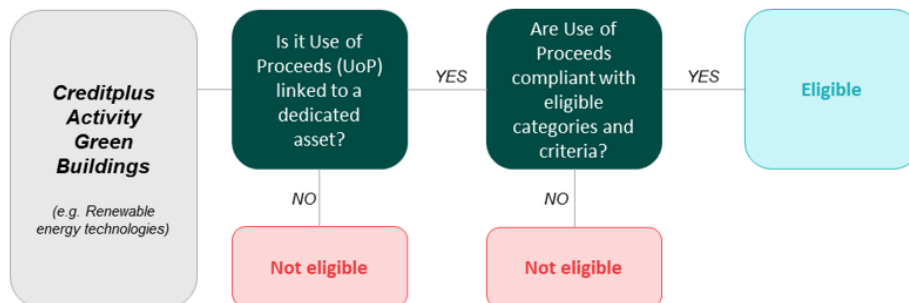 Creditplus
Activity
Green
Buildings
(e.g. Renewable
energy technologies)
Is it Use of
Proceeds (UoP)
linked to a
dedicated
asset?
YES
NO
Not eligible
Are Use of
Proceeds
compliant with
eligible
categories and
criteria?
YES
NO
Not eligible
Eligible